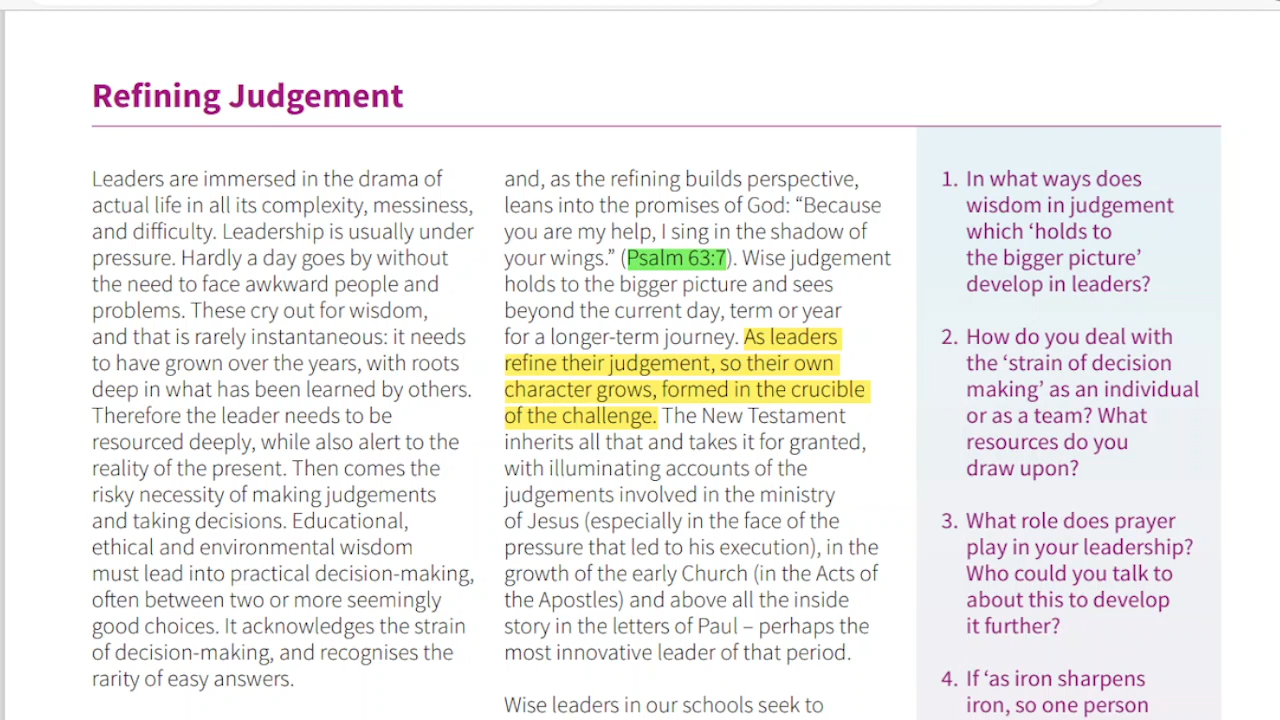 Refining Judgement
Leaders are immersed in the drama of
actual life in all its complexity, messiness,
and difficulty. Leadership is usually under
pressure. Hardly a day goes by without
the need to face awkward people and
problems. These cry out for wisdom,
and that is rarely instantaneous: it needs
to have grown over the years, with roots
deep in what has been learned by others.
Therefore the leader needs to be
resourced deeply, while also alert to the
reality of the present. Then comes the
risky necessity of making judgements
and taking decisions. Educational,
ethical and environmental wisdom
must lead into practical decision-making,
often between two or more seemingly
good choices. It acknowledges the strain
of decision-making, and recognises the
rarity of easy answers.
and, as the refining builds perspective,
leans into the promises of God: “Because
you are my help, I sing in the shadow of
your wings.” (Psalm 63:7). Wise judgement
holds to the bigger picture and sees
beyond the current day, term or year
for a longer-term journey. As leaders
refine their judgement, so their own
character grows, formed in the crucible
of the challenge. The New Testament
inherits all that and takes it for granted,
with illuminating accounts of the
judgements involved in the ministry
of Jesus (especially in the face of the
pressure that led to his execution), in the
growth of the early Church (in the Acts of
the Apostles) and above all the inside
story in the letters of Paul – perhaps the
most innovative leader of that period.
Wise leaders in our schools seek to
1. In what ways does
wisdom in judgement
which ‘holds to
the bigger picture’
develop in leaders?
2. How do you deal with
the ‘strain of decision
making’ as an individual
or as a team? What
resources do you
draw upon?
3. What role does prayer
play in your leadership?
Who could you talk to
about this to develop
it further?
4. If ‘as iron sharpens
iron, so one person